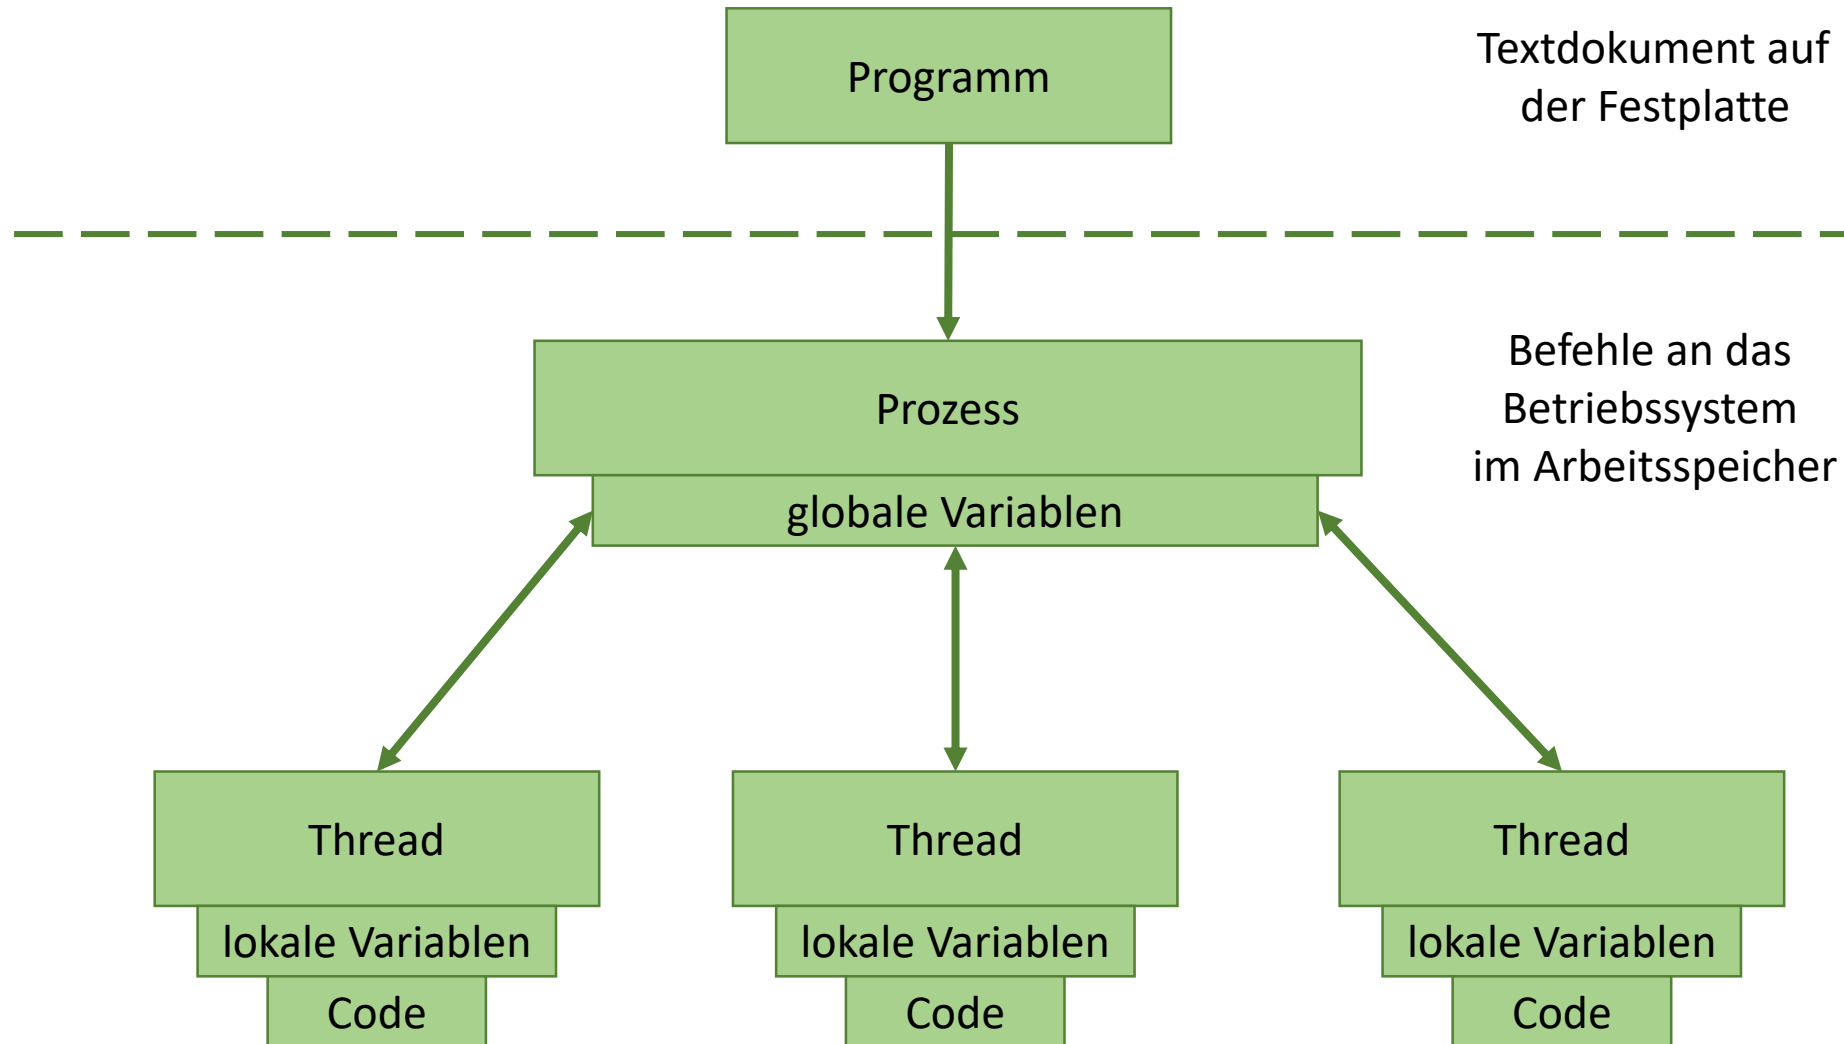 Programm
Textdokument auf
der Festplatte
Prozess
Befehle an das
Betriebssystem
im Arbeitsspeicher
globale Variablen
Thread
lokale Variablen
Code
Thread
lokale Variablen
Code
Thread
lokale Variablen
Code